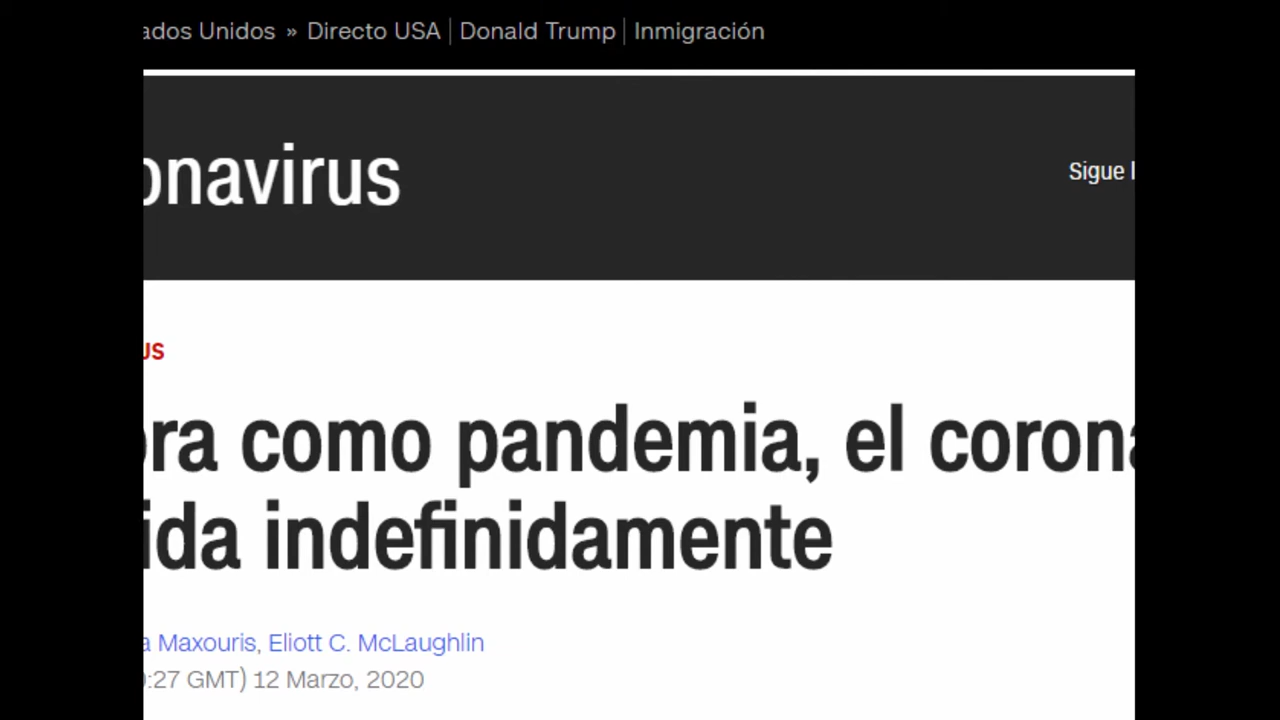 ados Unidos » Directo USA | Donald Trump | Inmigración
onavirus
Sigue l
US
ora como pandemia, el corona
ida indefinidamente
a Maxouris, Eliott C. McLaughlin
:27 GMT) 12 Marzo, 2020